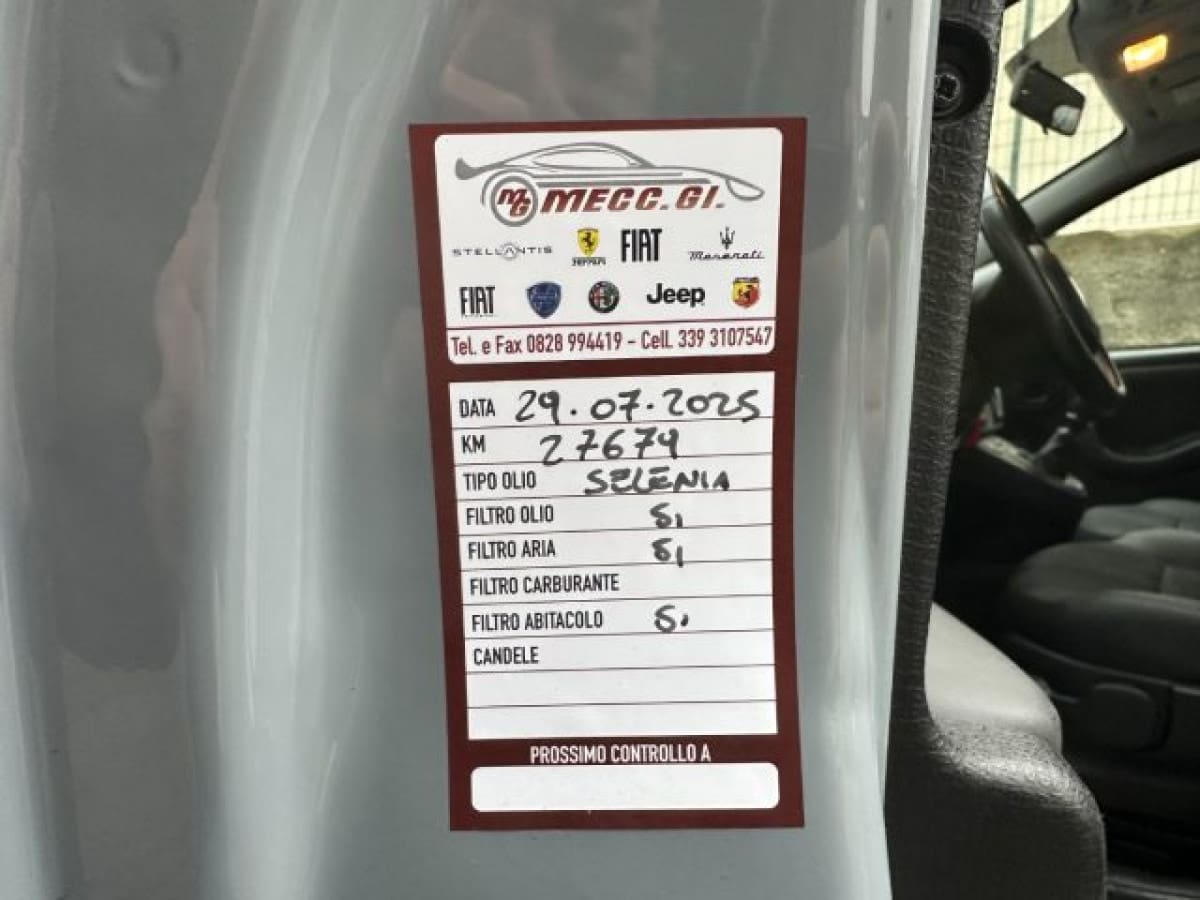 MG MECC.GI.
STELLANTIS Ferrari FIAT Maserati
FIAT Jeep
Tel. e Fax 0828 994419 - Cell. 339 3107547
DATA 29.07.2025
KM 27674
TIPO OLIO SELENIA
FILTRO OLIO Si
FILTRO ARIA Si
FILTRO CARBURANTE
FILTRO ABITACOLO Si
CANDELE
PROSSIMO CONTROLLO A